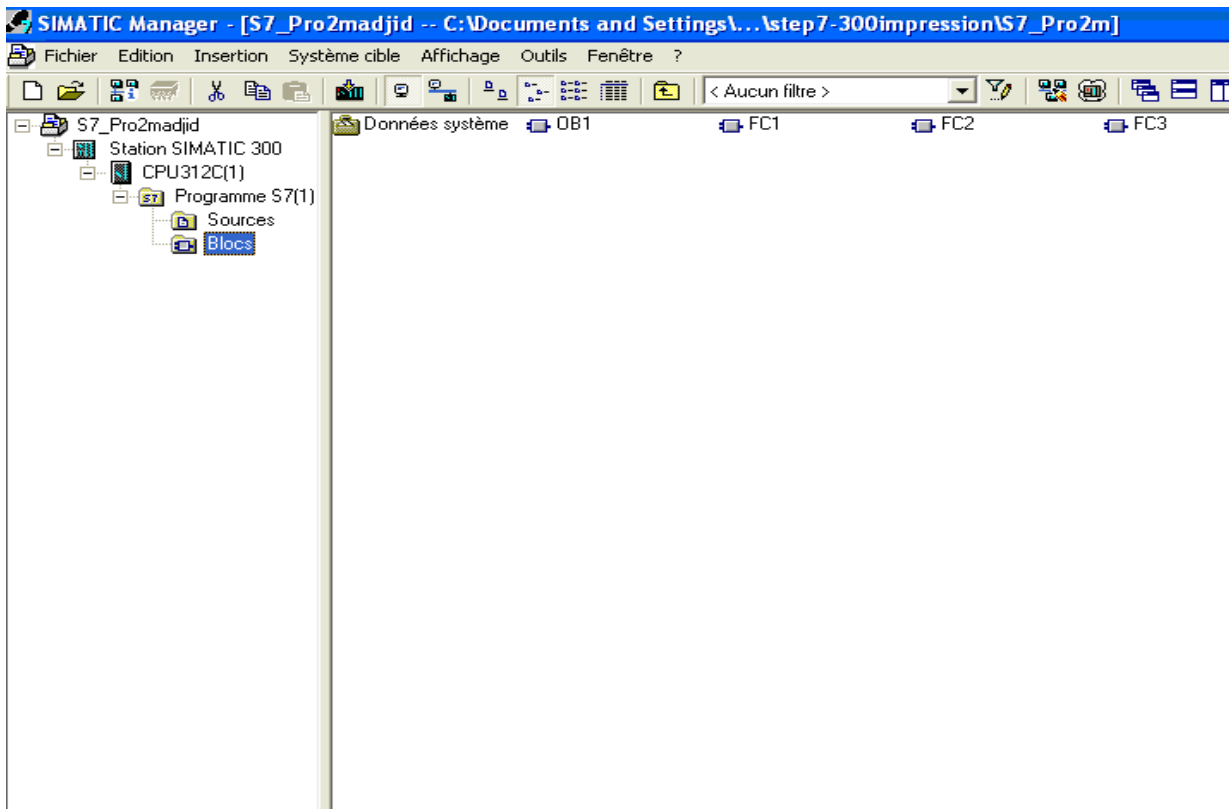 SIMATIC Manager - [S7_Pro2madjid -- C:\Documents and Settings\...\step7-300impression\S7_Pro2m]
Fichier Edition Insertion Système cible Affichage Outils Fenêtre ?
< Aucun filtre >
S7_Pro2madjid
Station SIMATIC 300
CPU312C(1)
Programme S7(1)
Sources
Blocs
Données système OB1 FC1 FC2 FC3